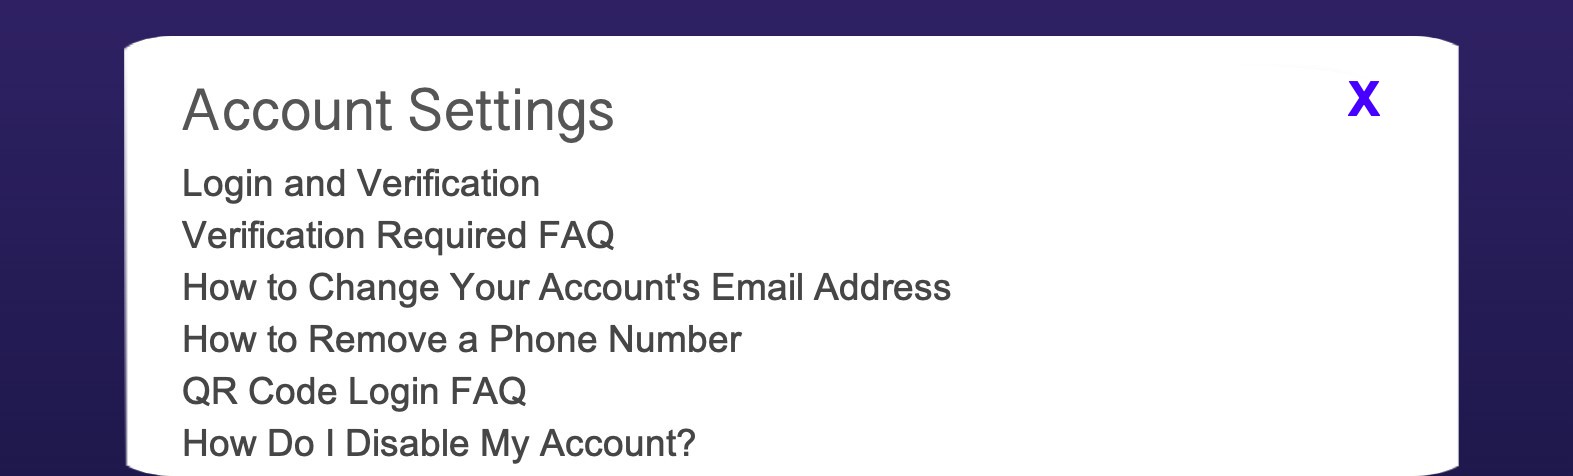 Account Settings
X
Login and Verification
Verification Required FAQ
How to Change Your Account's Email Address
How to Remove a Phone Number
QR Code Login FAQ
How Do I Disable My Account?